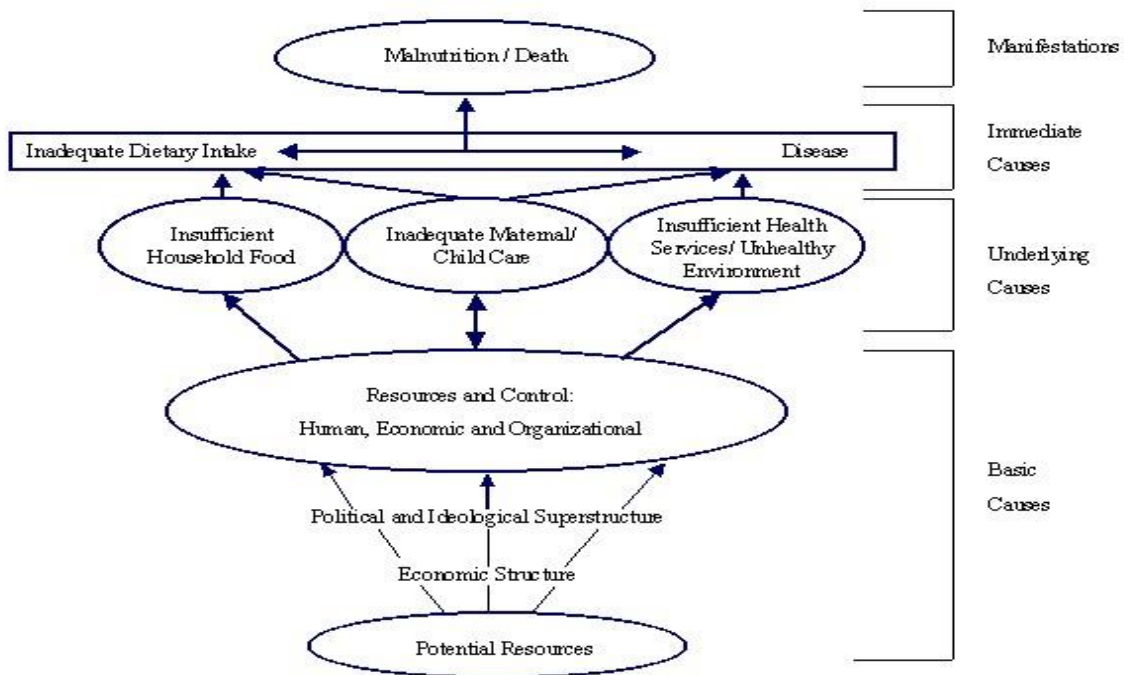 Malnutrition / Death
Manifestations
Inadequate Dietary Intake
Disease
Immediate
Causes
Insufficient
Household Food
Inadequate Maternal/
Child Care
Insufficient Health
Services/ Unhealthy
Environment
Underlying
Causes
Resources and Control:
Human, Economic and Organizational
Political and Ideological Superstructure
Economic Structure
Potential Resources
Basic
Causes